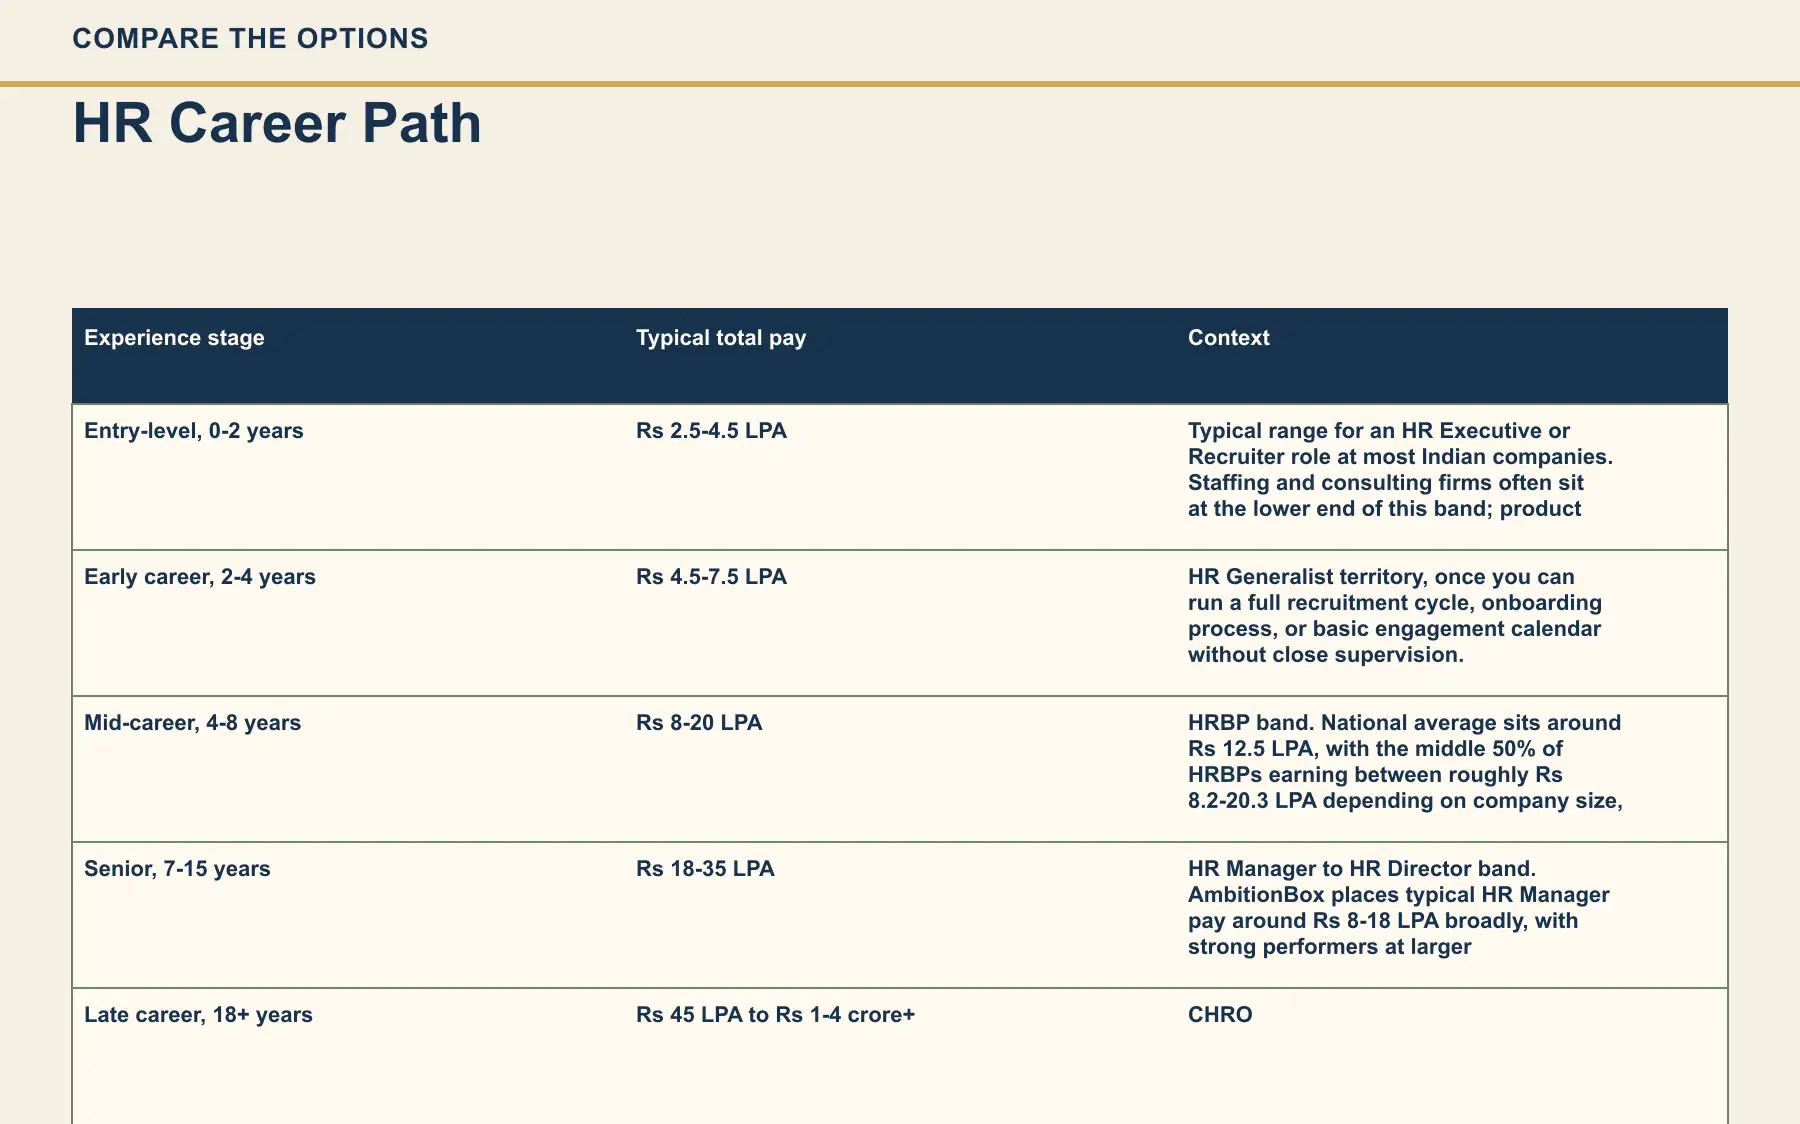 COMPARE THE OPTIONS
HR Career Path
Experience stage
Typical total pay
Context
Entry-level, 0-2 years
Rs 2.5-4.5 LPA
Typical range for an HR Executive or
Recruiter role at most Indian companies.
Staffing and consulting firms often sit
at the lower end of this band; product
Early career, 2-4 years
Rs 4.5-7.5 LPA
HR Generalist territory, once you can
run a full recruitment cycle, onboarding
process, or basic engagement calendar
without close supervision.
Mid-career, 4-8 years
Rs 8-20 LPA
HRBP band. National average sits around
Rs 12.5 LPA, with the middle 50% of
HRBPs earning between roughly Rs
8.2-20.3 LPA depending on company size,
Senior, 7-15 years
Rs 18-35 LPA
HR Manager to HR Director band.
AmbitionBox places typical HR Manager
pay around Rs 8-18 LPA broadly, with
strong performers at larger
Late career, 18+ years
Rs 45 LPA to Rs 1-4 crore+
CHRO